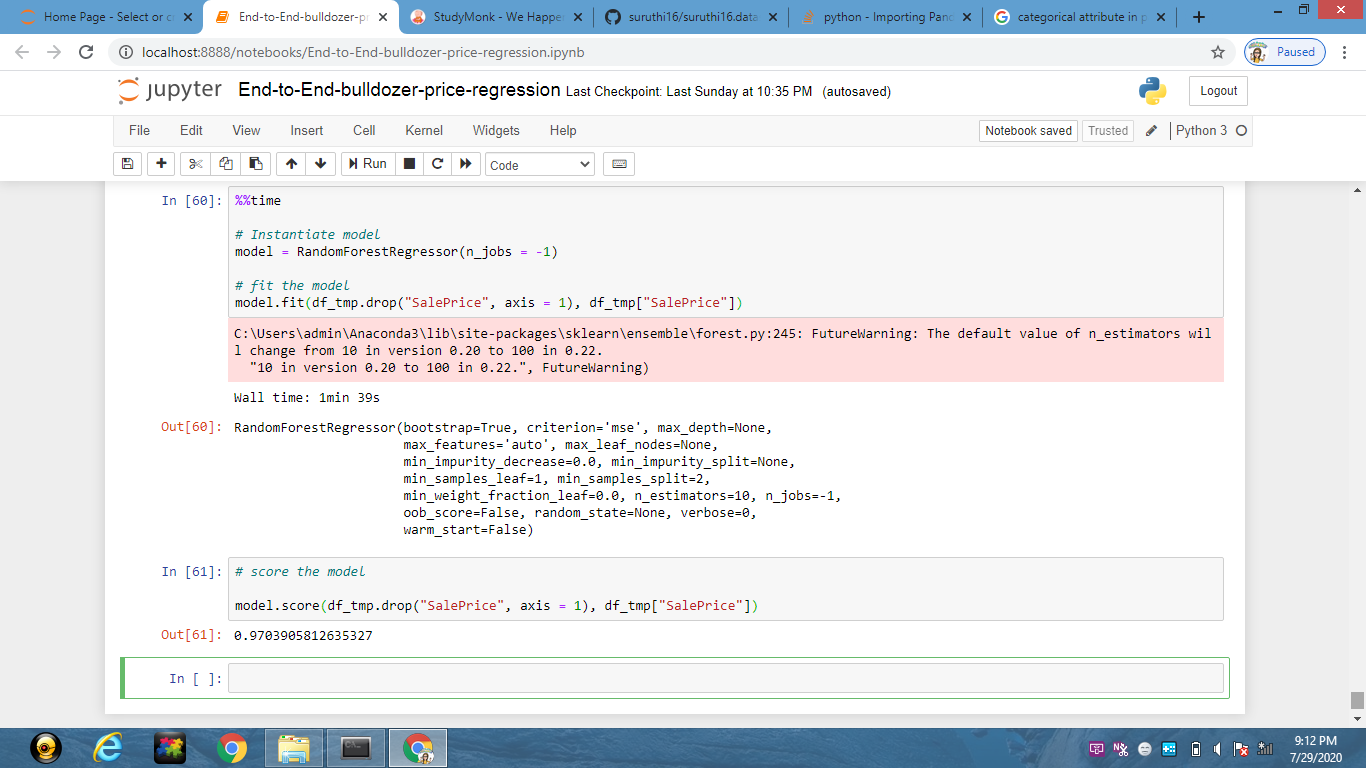 Home Page - Select or c
End-to-End-bulldozer-pr
StudyMonk - We Happe
suruthi16/suruthi16.data
python - Importing Pand
categorical attribute in p
localhost:8888/notebooks/End-to-End-bulldozer-price-regression.ipynb
Paused
jupyter End-to-End-bulldozer-price-regression Last Checkpoint: Last Sunday at 10:35 PM (autosaved)
Logout
File Edit View Insert Cell Kernel Widgets Help
Notebook saved Trusted Python 3
Run Code
In [60]: %%time
# Instantiate model
model = RandomForestRegressor(n_jobs = -1)
# fit the model
model.fit(df_tmp.drop("SalePrice", axis = 1), df_tmp["SalePrice"])
C:\Users\admin\Anaconda3\lib\site-packages\sklearn\ensemble\forest.py:245: FutureWarning: The default value of n_estimators wil
l change from 10 in version 0.20 to 100 in 0.22.
"10 in version 0.20 to 100 in 0.22.", FutureWarning)
Wall time: 1min 39s
Out[60]: RandomForestRegressor(bootstrap=True, criterion='mse', max_depth=None,
max_features='auto', max_leaf_nodes=None,
min_impurity_decrease=0.0, min_impurity_split=None,
min_samples_leaf=1, min_samples_split=2,
min_weight_fraction_leaf=0.0, n_estimators=10, n_jobs=-1,
oob_score=False, random_state=None, verbose=0,
warm_start=False)
In [61]: # score the model
model.score(df_tmp.drop("SalePrice", axis = 1), df_tmp["SalePrice"])
Out[61]: 0.9703905812635327
In [ ]:
9:12 PM
7/29/2020